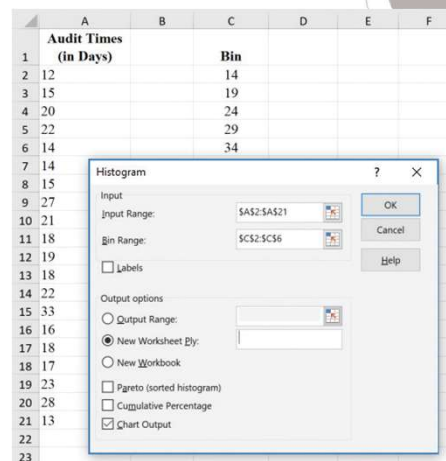 A B C D E F
Audit Times
1 (in Days) Bin
2 12 14
3 15 19
4 20 24
5 22 29
6 14 34
7 14
8 15
9 27
10 21
11 18
12 19
13 18
14 22
15 33
16 16
17 18
18 17
19 23
20 28
21 13
22
23
Histogram ? ×
Input
Input Range: $A$2:$A$21
Bin Range: $C$2:$C$6
Labels
OK
Cancel
Help
Output options
Output Range:
New Worksheet Ply:
New Workbook
Pareto (sorted histogram)
Cumulative Percentage
Chart Output